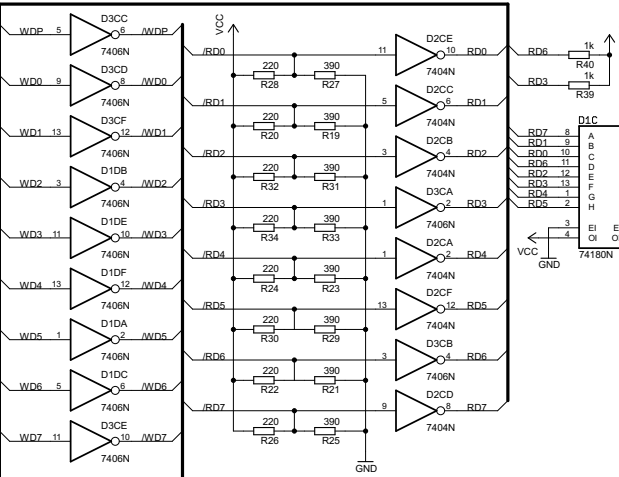 D3CC
WDP 5 6 /WDP
7406N
D3CD
WD0 9 8 /WD0
7406N
D3CF
WD1 13 12 /WD1
7406N
D1DB
WD2 3 4 /WD2
7406N
D1DE
WD3 11 10 /WD3
7406N
D1DF
WD4 13 12 /WD4
7406N
D1DA
WD5 1 2 /WD5
7406N
D1DC
WD6 5 6 /WD6
7406N
D3CE
WD7 11 10 /WD7
7406N
VCC
D2CE
/RD0 11 10 RD0
7404N
220 390
R28 R27
D2CC
/RD1 5 6 RD1
7404N
220 390
R20 R19
D2CB
/RD2 3 4 RD2
7404N
220 390
R32 R31
D3CA
/RD3 1 2 RD3
7406N
220 390
R34 R33
D2CA
/RD4 1 2 RD4
7404N
220 390
R24 R23
D2CF
/RD5 13 12 RD5
7404N
220 390
R30 R29
D3CB
/RD6 3 4 RD6
7406N
220 390
R22 R21
D2CD
/RD7 9 8 RD7
7404N
220 390
R26 R25
GND
RD6 1k
R40
RD3 1k
R39
D1C
RD7 8 A
RD1 9 B
RD0 10 C
RD6 11 D
RD2 12 E
RD3 13 F
RD4 1 G
RD5 2 H
3 EI E
4 OI O
VCC
GND
74180N